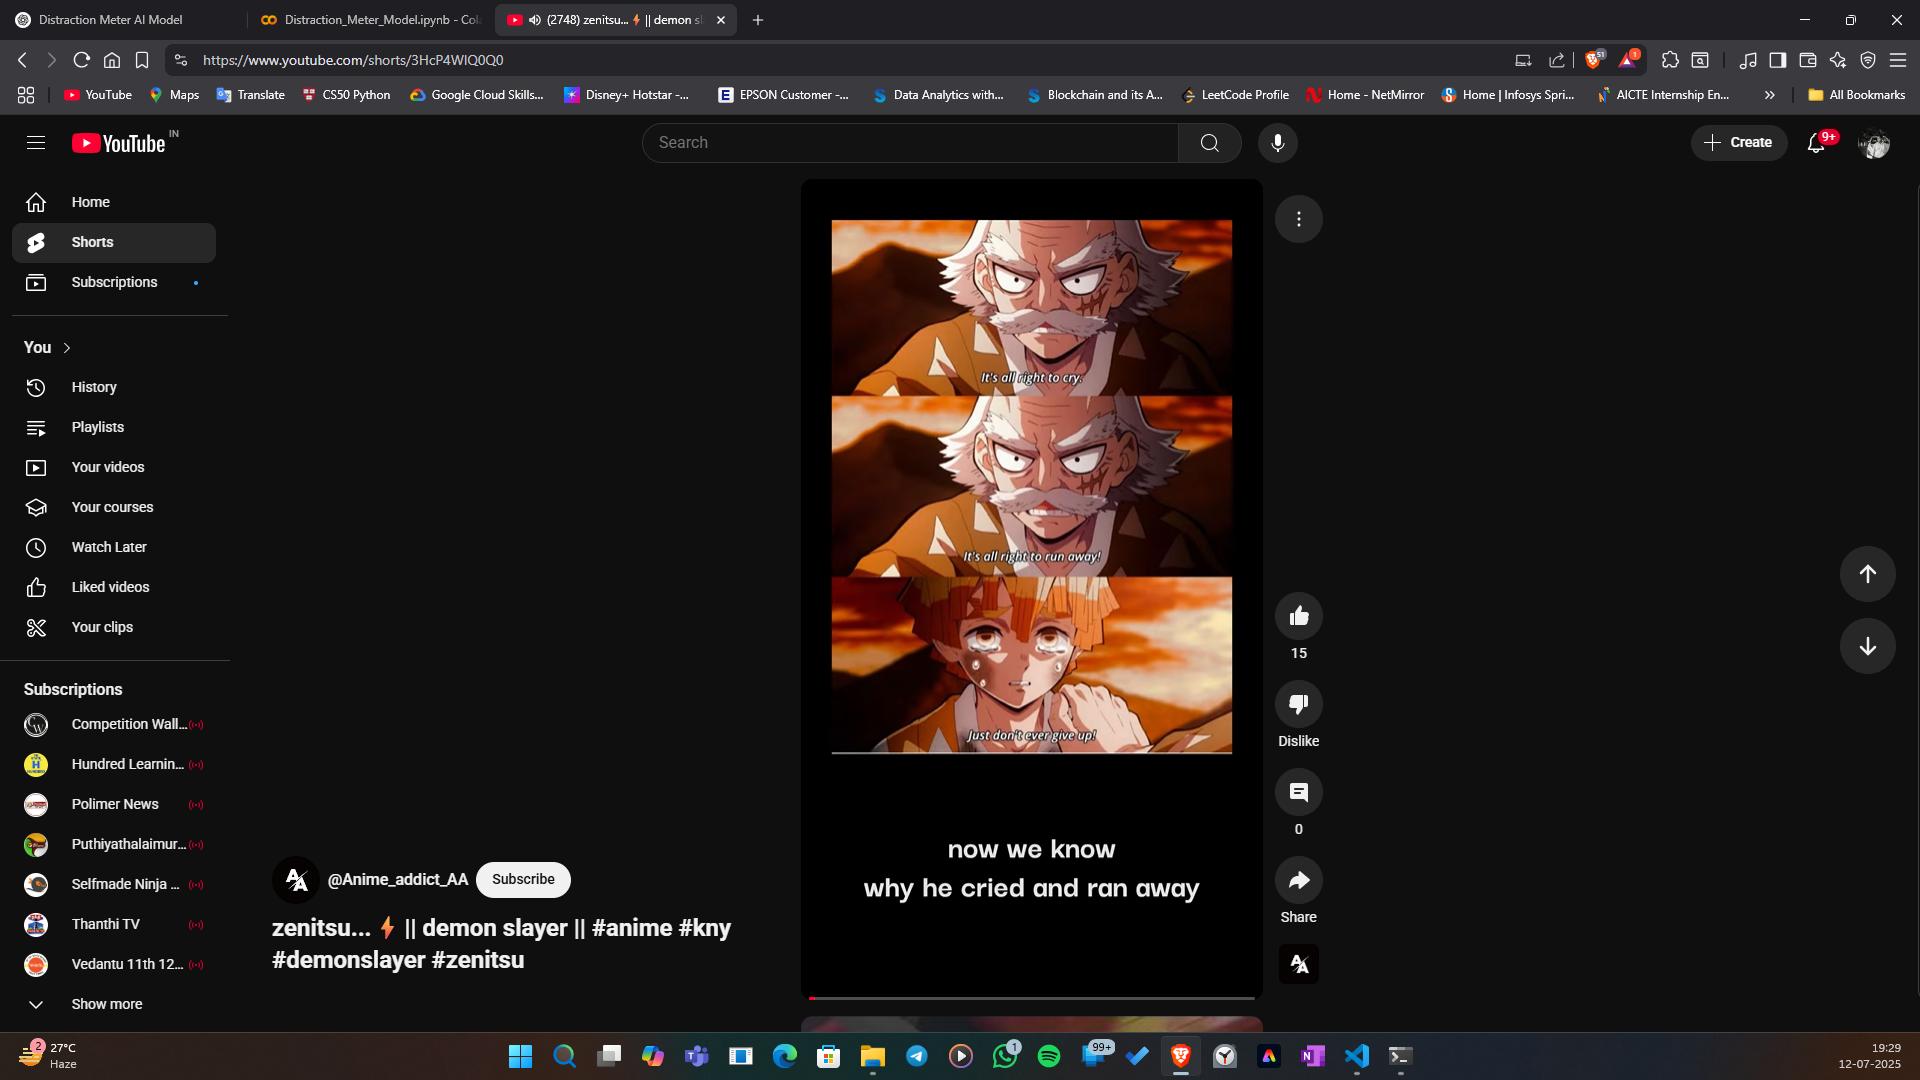 Distraction Meter AI Model
Distraction_Meter_Model.ipynb - Col
(2748) zenitsu...⚡ || demon sl
https://www.youtube.com/shorts/3HcP4WlQ0Q0
51
1
YouTube
Maps
Translate
CS50 Python
Google Cloud Skills...
Disney+ Hotstar -...
EPSON Customer -...
Data Analytics with...
Blockchain and its A...
LeetCode Profile
Home - NetMirror
Home | Infosys Spri...
AICTE Internship En...
All Bookmarks
YouTube IN
Search
Create
9+
Home
Shorts
Subscriptions
You
History
Playlists
Your videos
Your courses
Watch Later
Liked videos
Your clips
Subscriptions
Competition Wall...
Hundred Learnin...
Polimer News
Puthiyathalaimur...
Selfmade Ninja ...
Thanthi TV
Vedantu 11th 12...
Show more
It's all right to cry.
It's all right to run away!
Just don't ever give up!
now we know
why he cried and ran away
@Anime_addict_AA
Subscribe
zenitsu...⚡ || demon slayer || #anime #kny
#demonslayer #zenitsu
15
Dislike
0
Share
2
27°C
Haze
1
99+
19:29
12-07-2025